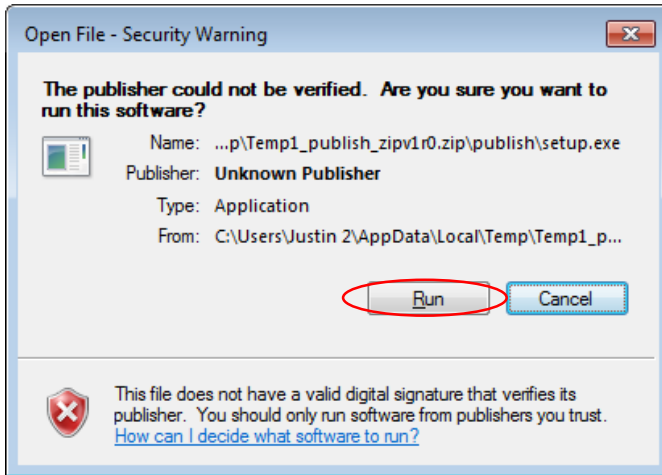 Open File - Security Warning
The publisher could not be verified. Are you sure you want to
run this software?
Name: ...p\Temp1_publish_zipv1r0.zip\publish\setup.exe
Publisher: Unknown Publisher
Type: Application
From: C:\Users\Justin 2\AppData\Local\Temp\Temp1_p...
Run Cancel
This file does not have a valid digital signature that verifies its
publisher. You should only run software from publishers you trust.
How can I decide what software to run?